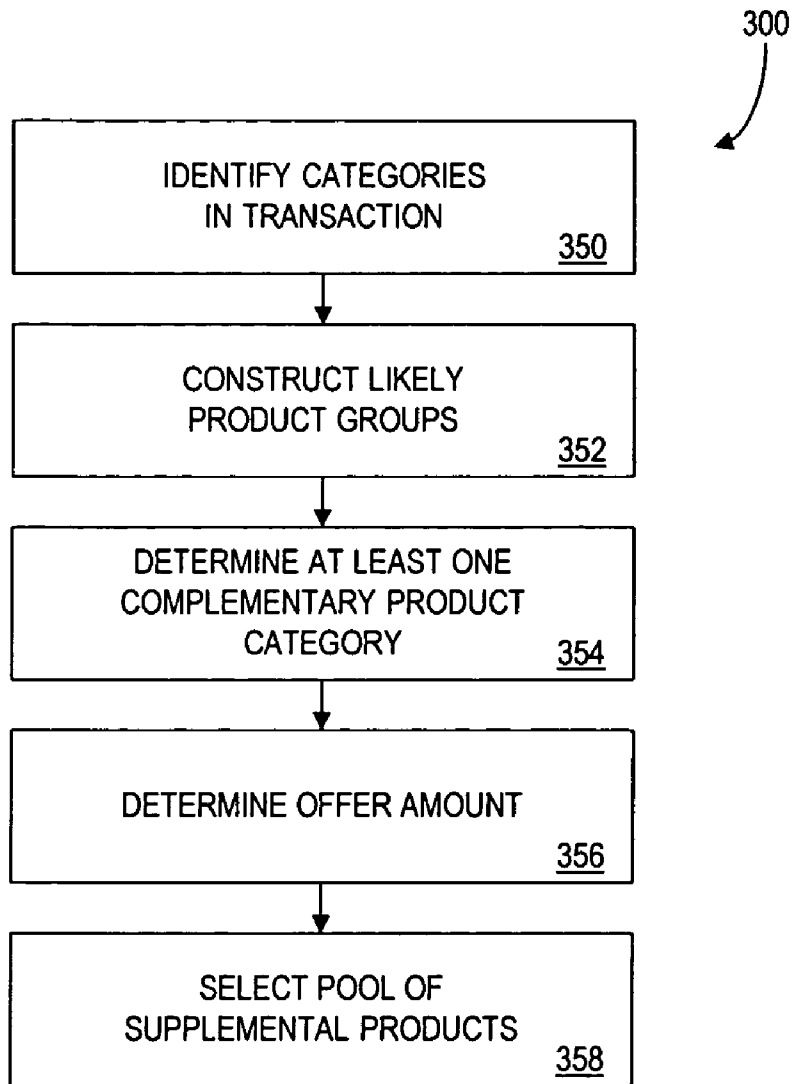 300
IDENTIFY CATEGORIES
IN TRANSACTION
350
CONSTRUCT LIKELY
PRODUCT GROUPS
352
DETERMINE AT LEAST ONE
COMPLEMENTARY PRODUCT
CATEGORY
354
DETERMINE OFFER AMOUNT
356
SELECT POOL OF
SUPPLEMENTAL PRODUCTS
358